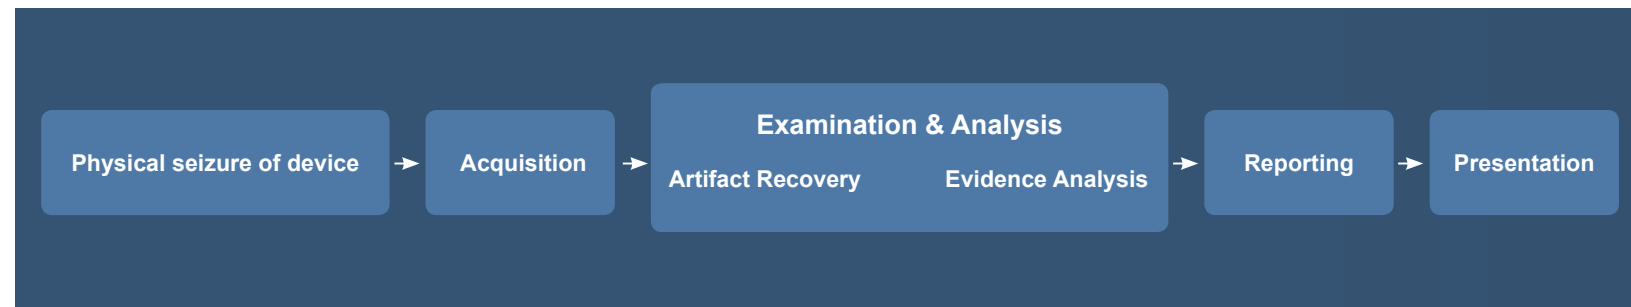 Physical seizure of device
Acquisition
Examination & Analysis
Artifact Recovery
Evidence Analysis
Reporting
Presentation